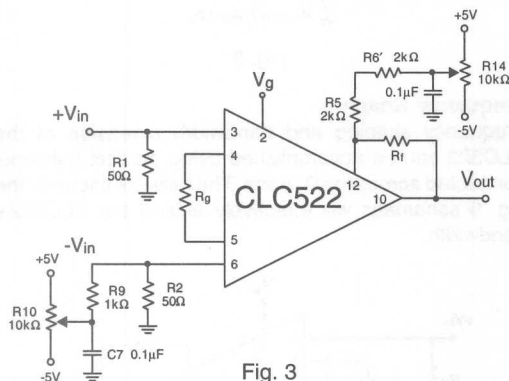 +5V
R6' 2kΩ
R14
10kΩ
0.1µF
-5V
Vg
R5
2kΩ
+Vin
3
2
4
R1
50Ω
Rf
12
Rg
CLC522
10
Vout
5
-Vin
6
+5V
R9
1kΩ
R2
50Ω
R10
10kΩ
C7 0.1µF
-5V
Fig. 3